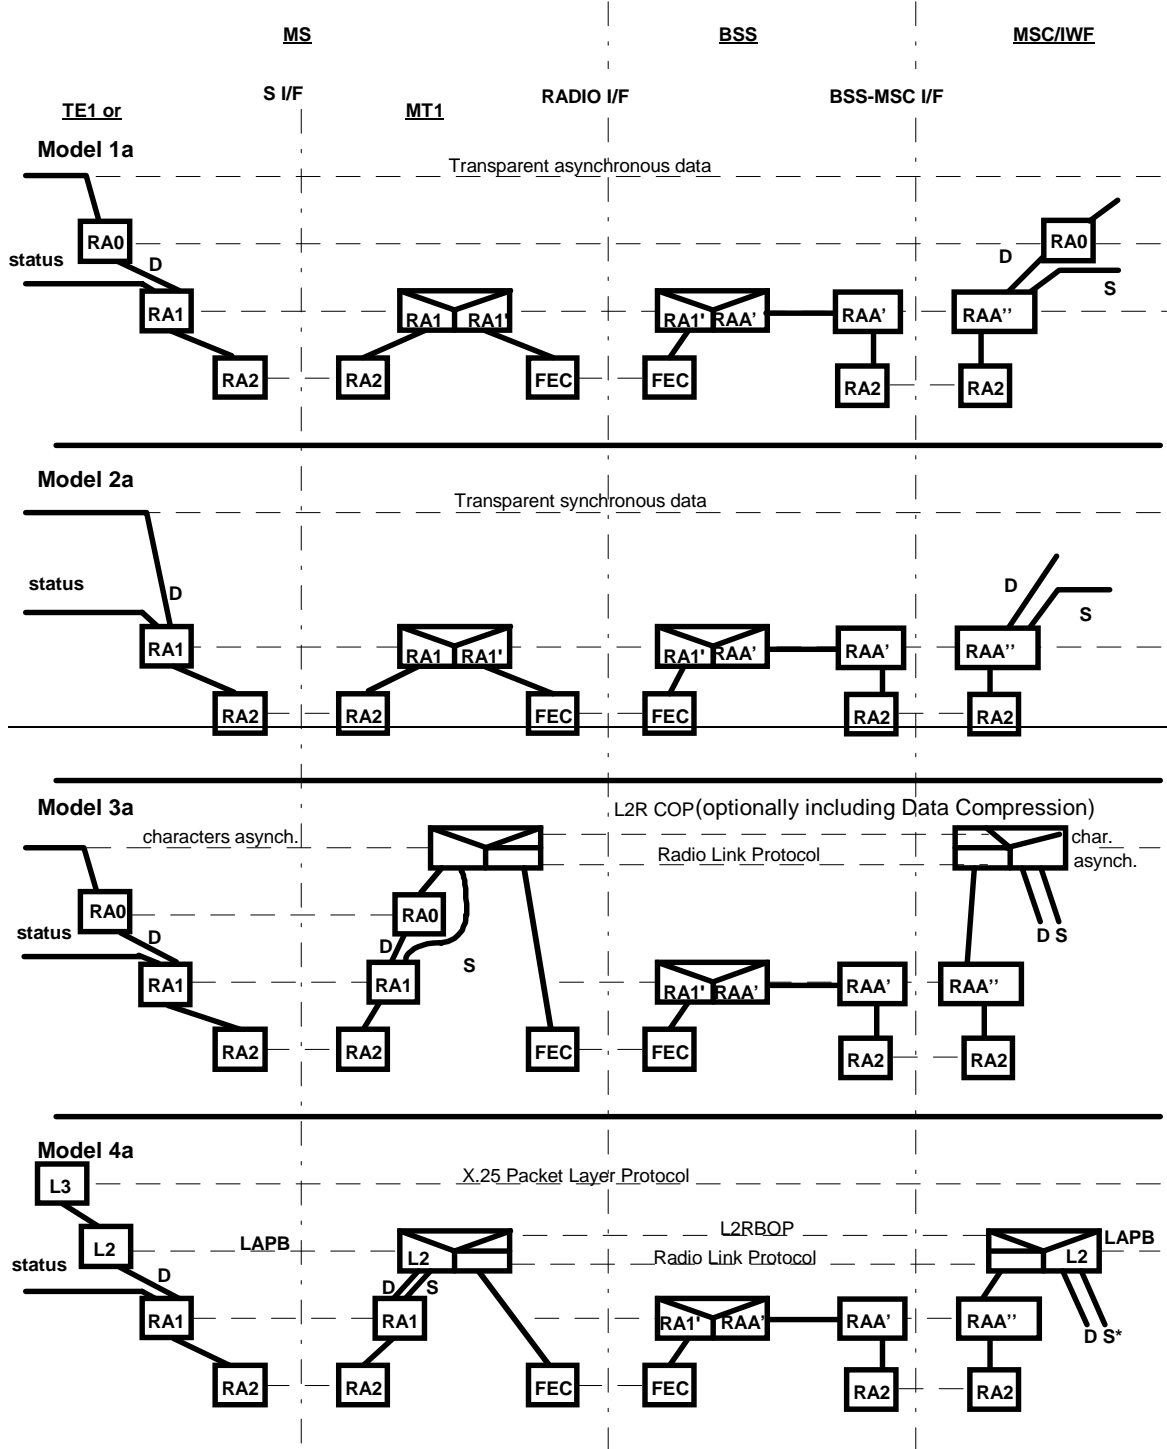 MS BSS MSC/IWF
S I/F RADIO I/F BSS-MSC I/F
TE1 or MT1
Model 1a
Transparent asynchronous data
RA0 RA0
status D D
S
RA1 RA1 RA1' RA1' RAA' RAA' RAA''
RA2 RA2 FEC FEC RA2 RA2
Model 2a
Transparent synchronous data
status D D
S
RA1 RA1 RA1' RA1' RAA' RAA' RAA''
RA2 RA2 FEC FEC RA2 RA2
Model 3a
L2R COP(optionally including Data Compression)
characters asynch. char.
Radio Link Protocol asynch.
RA0 RA0
status D D S D S
RA1 RA1 RA1' RAA' RAA' RAA''
RA2 RA2 FEC FEC RA2 RA2
Model 4a
L3 X.25 Packet Layer Protocol
L2RBOP
L2 LAPB L2 Radio Link Protocol L2 LAPB
status D D S
RA1 RA1 RA1' RAA' RAA' RAA'' D S*
RA2 RA2 FEC FEC RA2 RA2